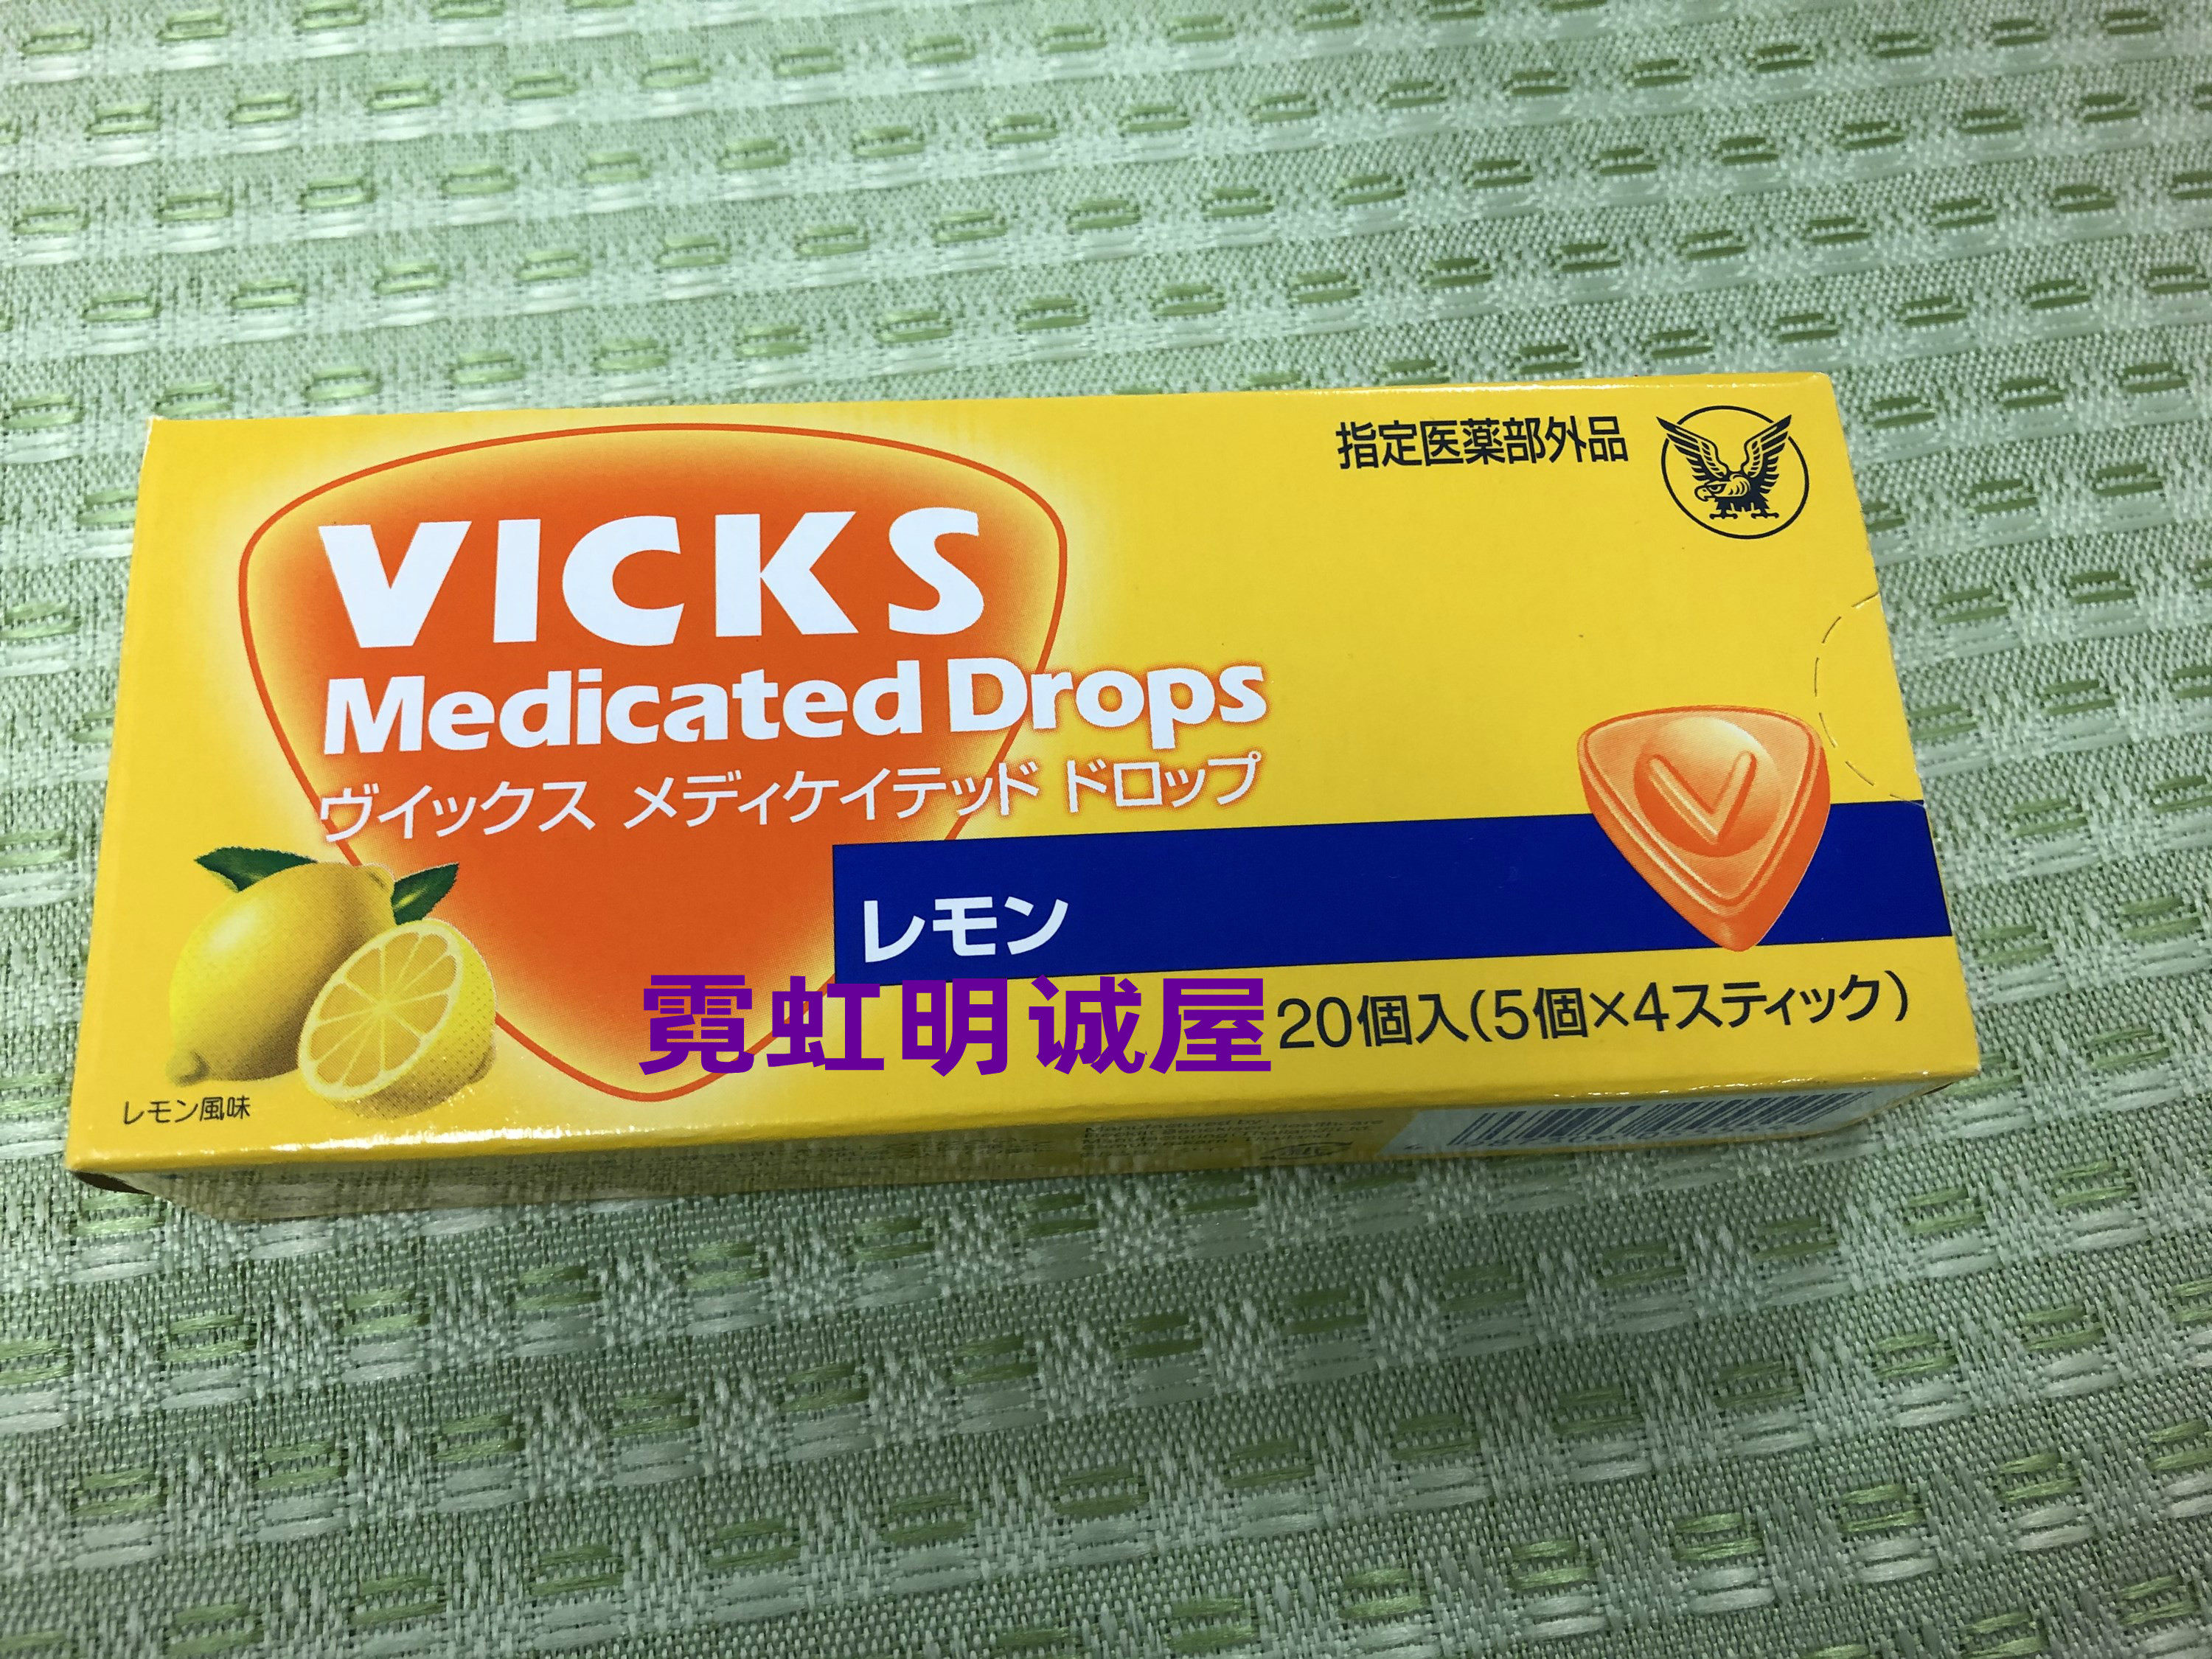 指定医薬部外品
VICKS
Medicated Drops
ヴイックス メディケイテッド ドロップ
レモン
霓虹明诚屋
20個入(5個×4スティック)
レモン風味